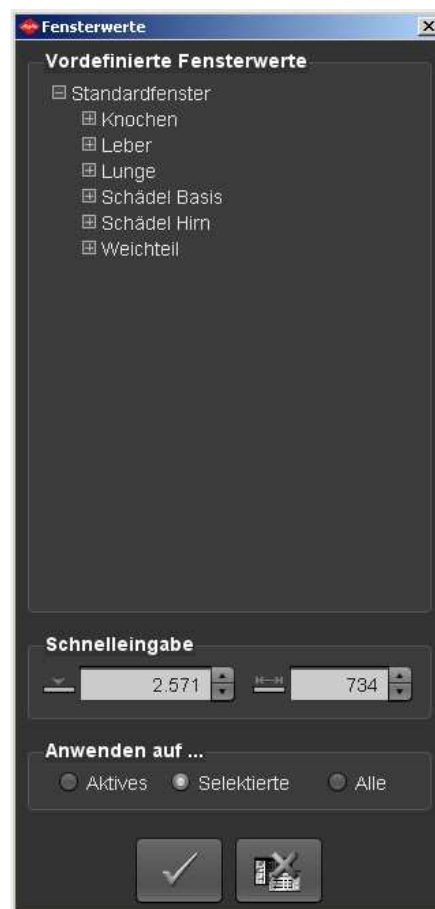 Fensterwerte
Vordefinierte Fensterwerte
Standardfenster
Knochen
Leber
Lunge
Schädel Basis
Schädel Hirn
Weichteil
Schnelleingabe
2.571 734
Anwenden auf ...
Aktives Selektierte Alle